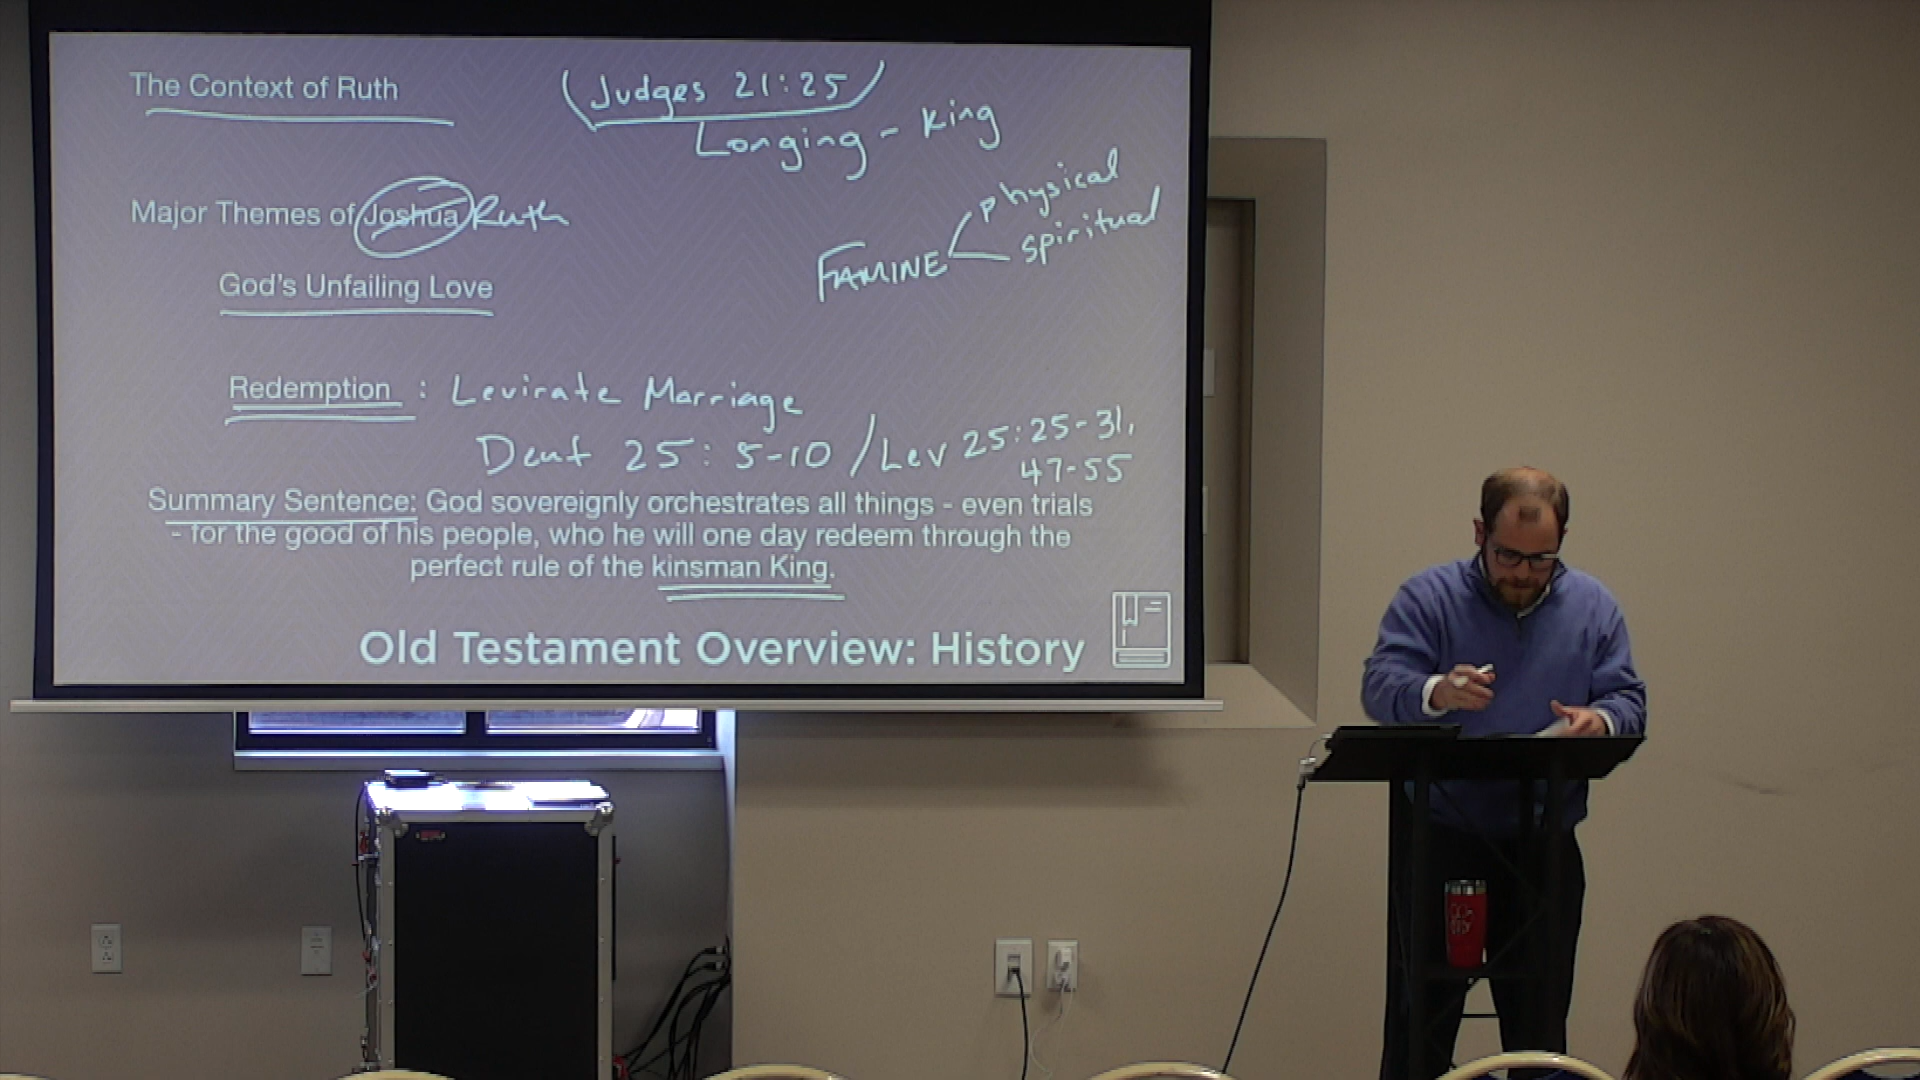 The Context of Ruth
(Judges 21:25)
Longing - King
Major Themes of Joshua Ruth
FAMINE
physical
spiritual
God's Unfailing Love
Redemption : Levirate Marriage
Deut 25: 5-10 / Lev 25:25-31,
47-55
Summary Sentence: God sovereignly orchestrates all things - even trials
- for the good of his people, who he will one day redeem through the
perfect rule of the kinsman King.
Old Testament Overview: History